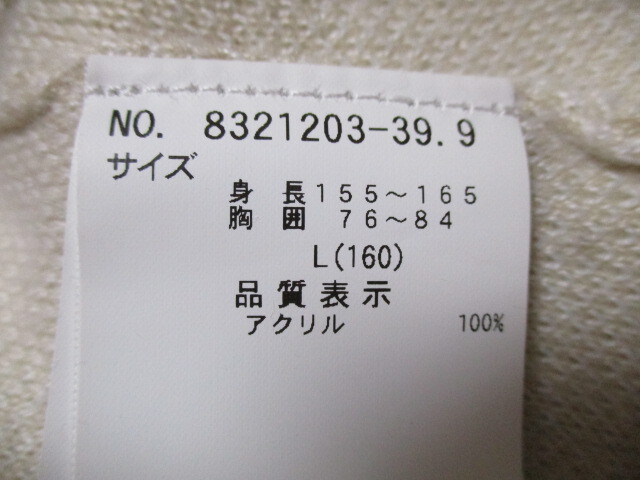 NO. 8321203-39.9
サイズ
身 長 155～165
胸 囲 76～84
L(160)
品質表示
アクリル 100%